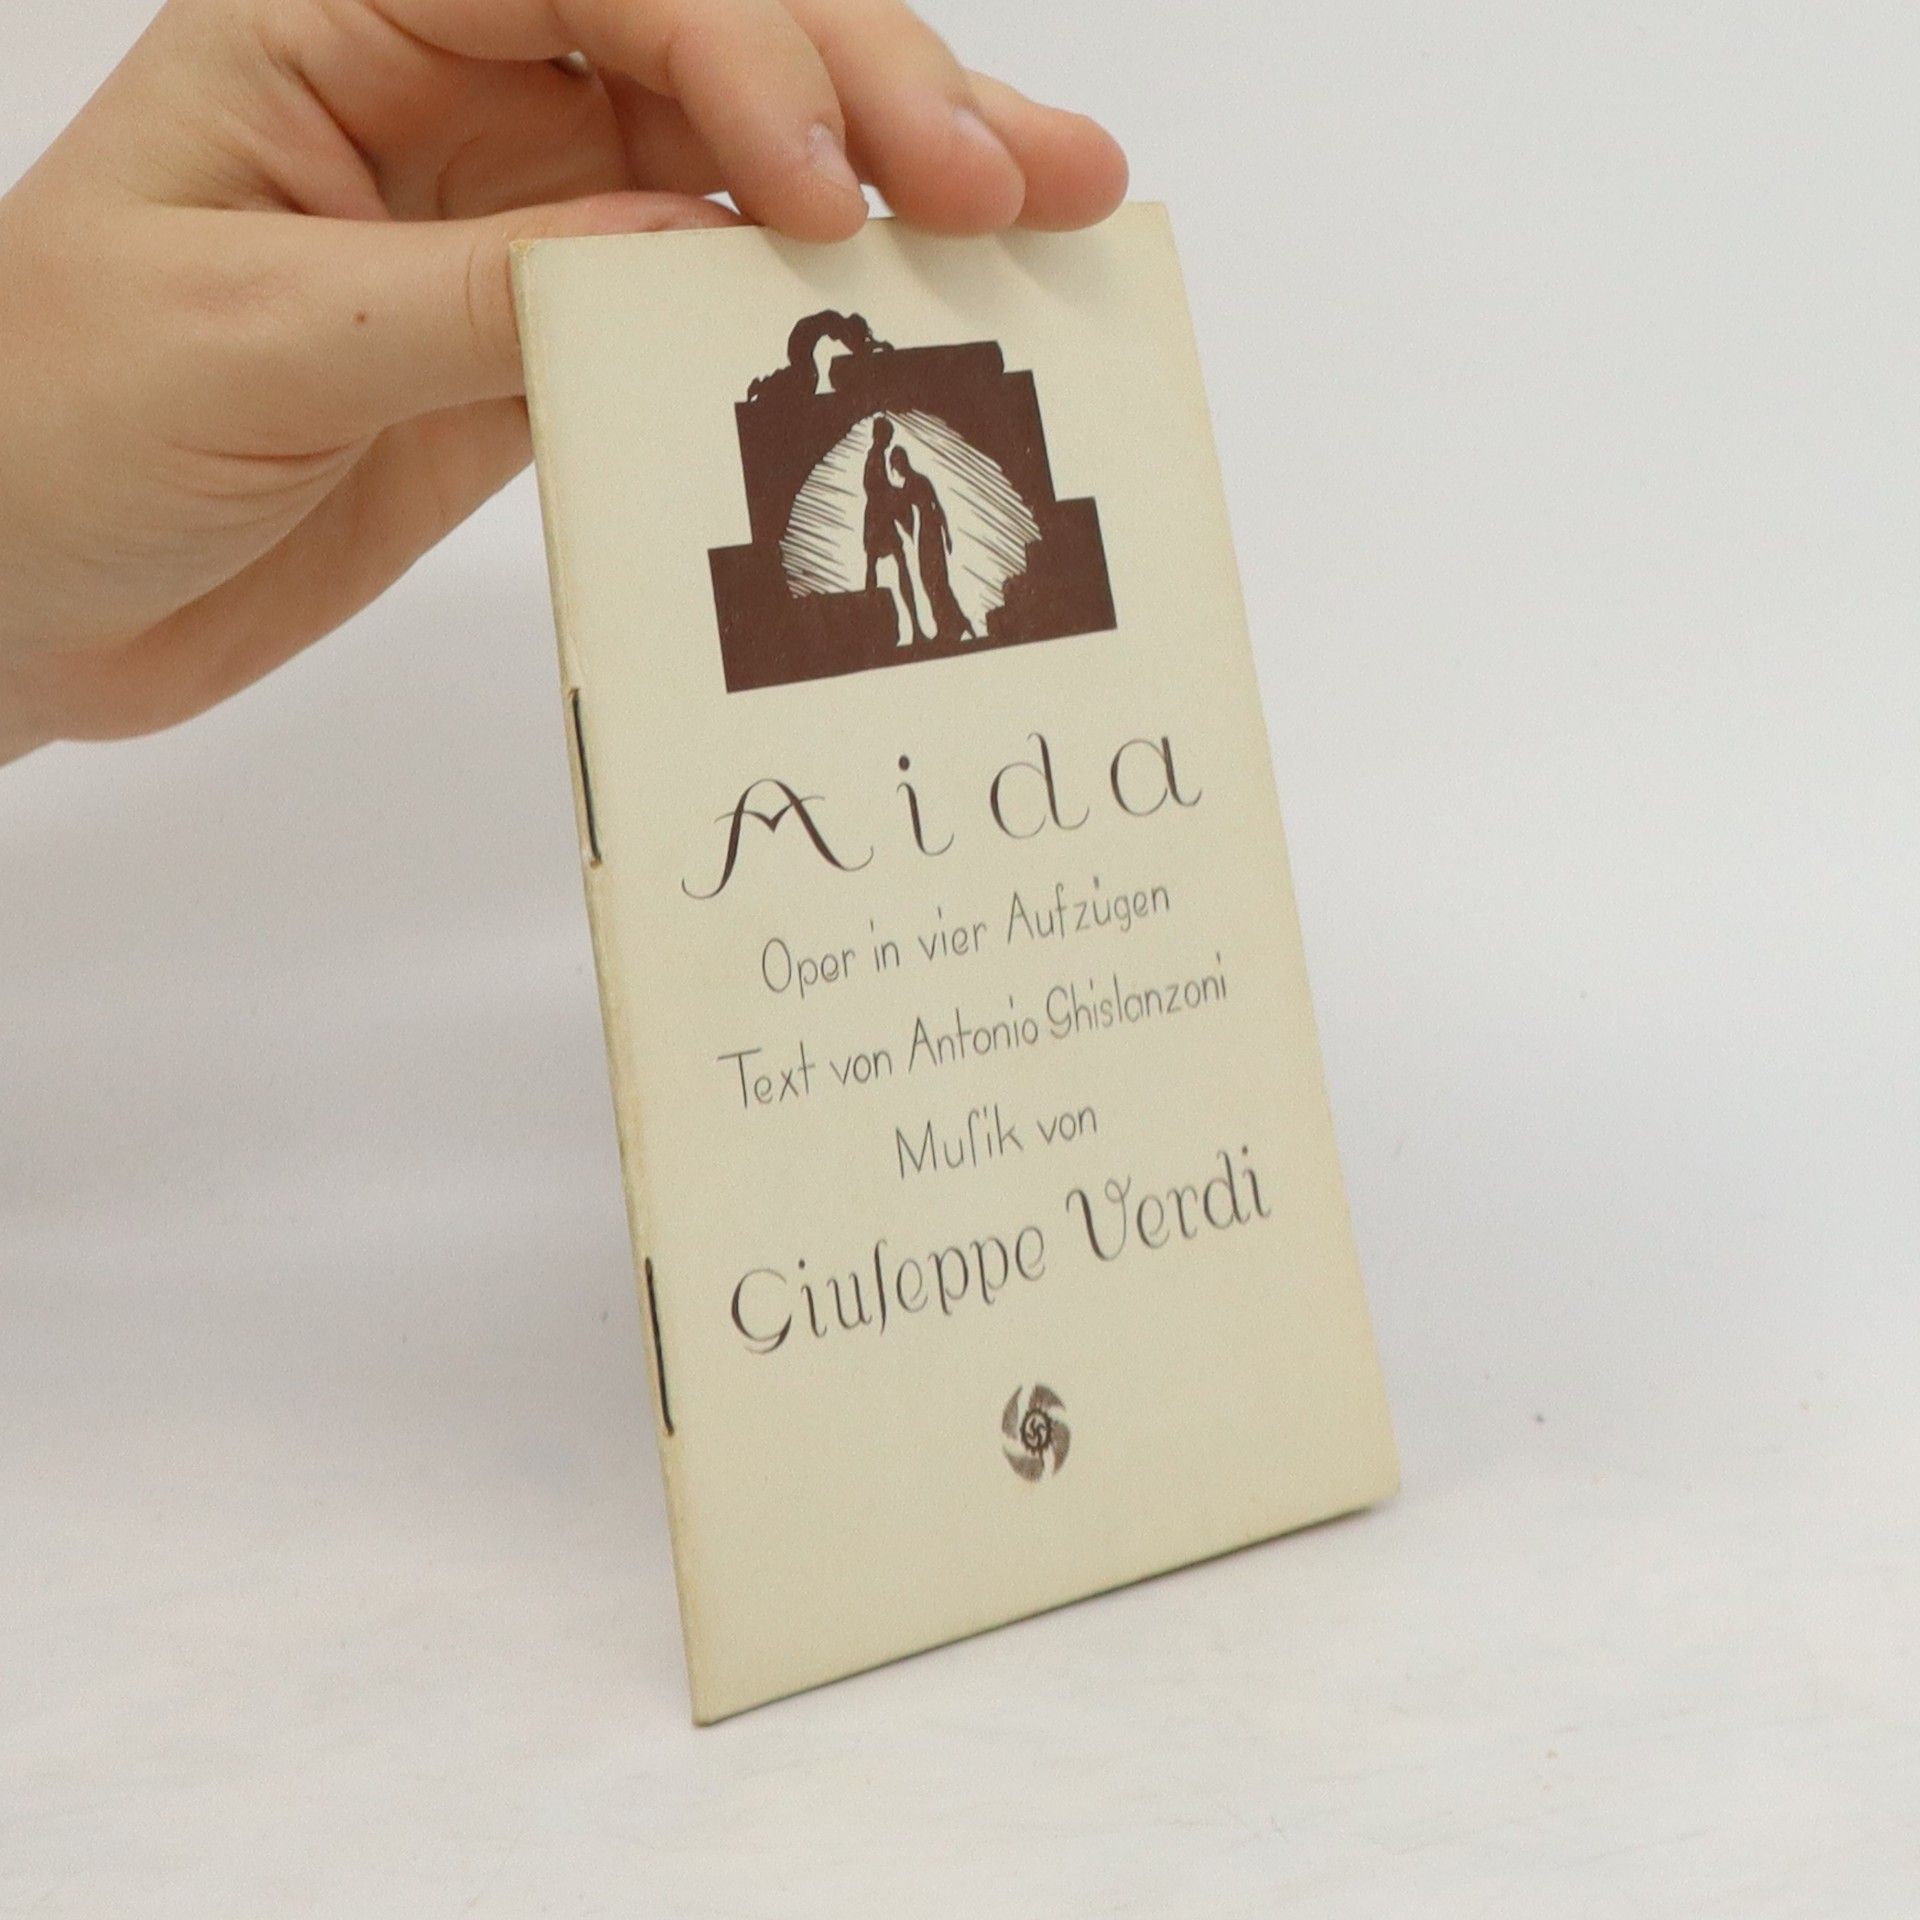 Aida
Oper in vier Aufzügen
Text von Antonio Ghislanzoni
Muſik von
Giuſeppe Verdi